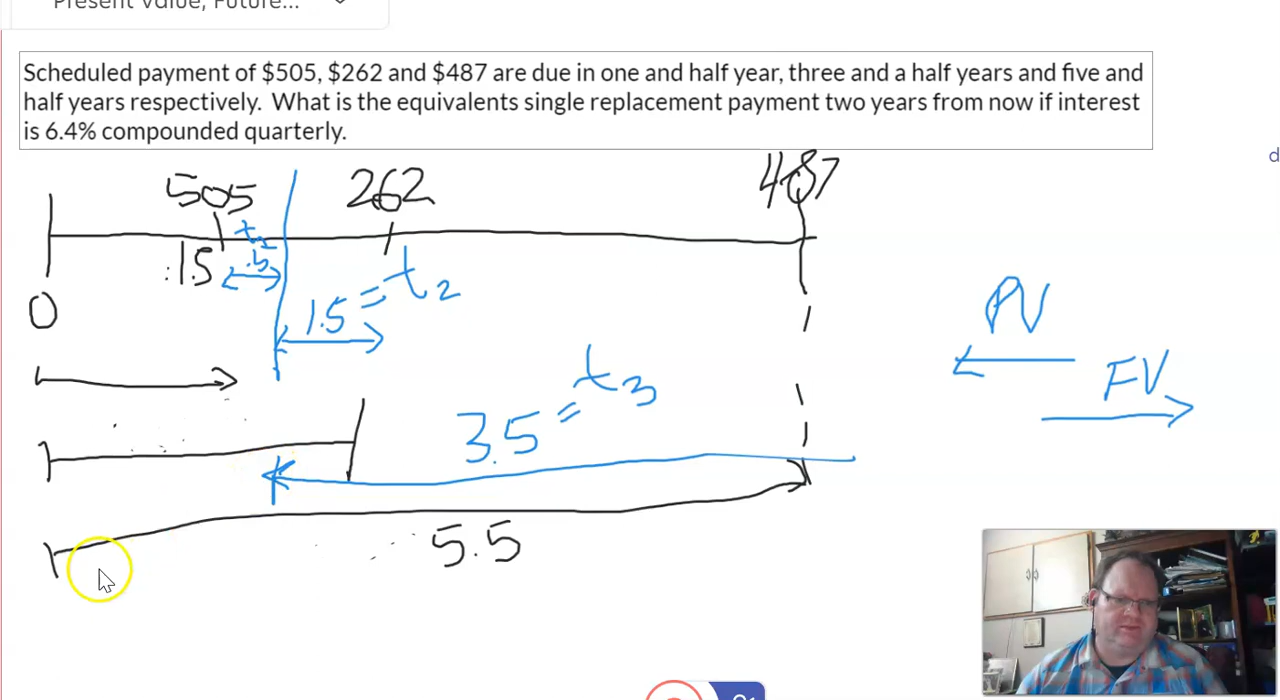 Present Value, Future...
Scheduled payment of $505, $262 and $487 are due in one and half year, three and a half years and five and
half years respectively. What is the equivalents single replacement payment two years from now if interest
is 6.4% compounded quarterly.
d
505 262 487
1.5 .5
0
1.5 = t2
PV
FV
3.5 = t3
5.5